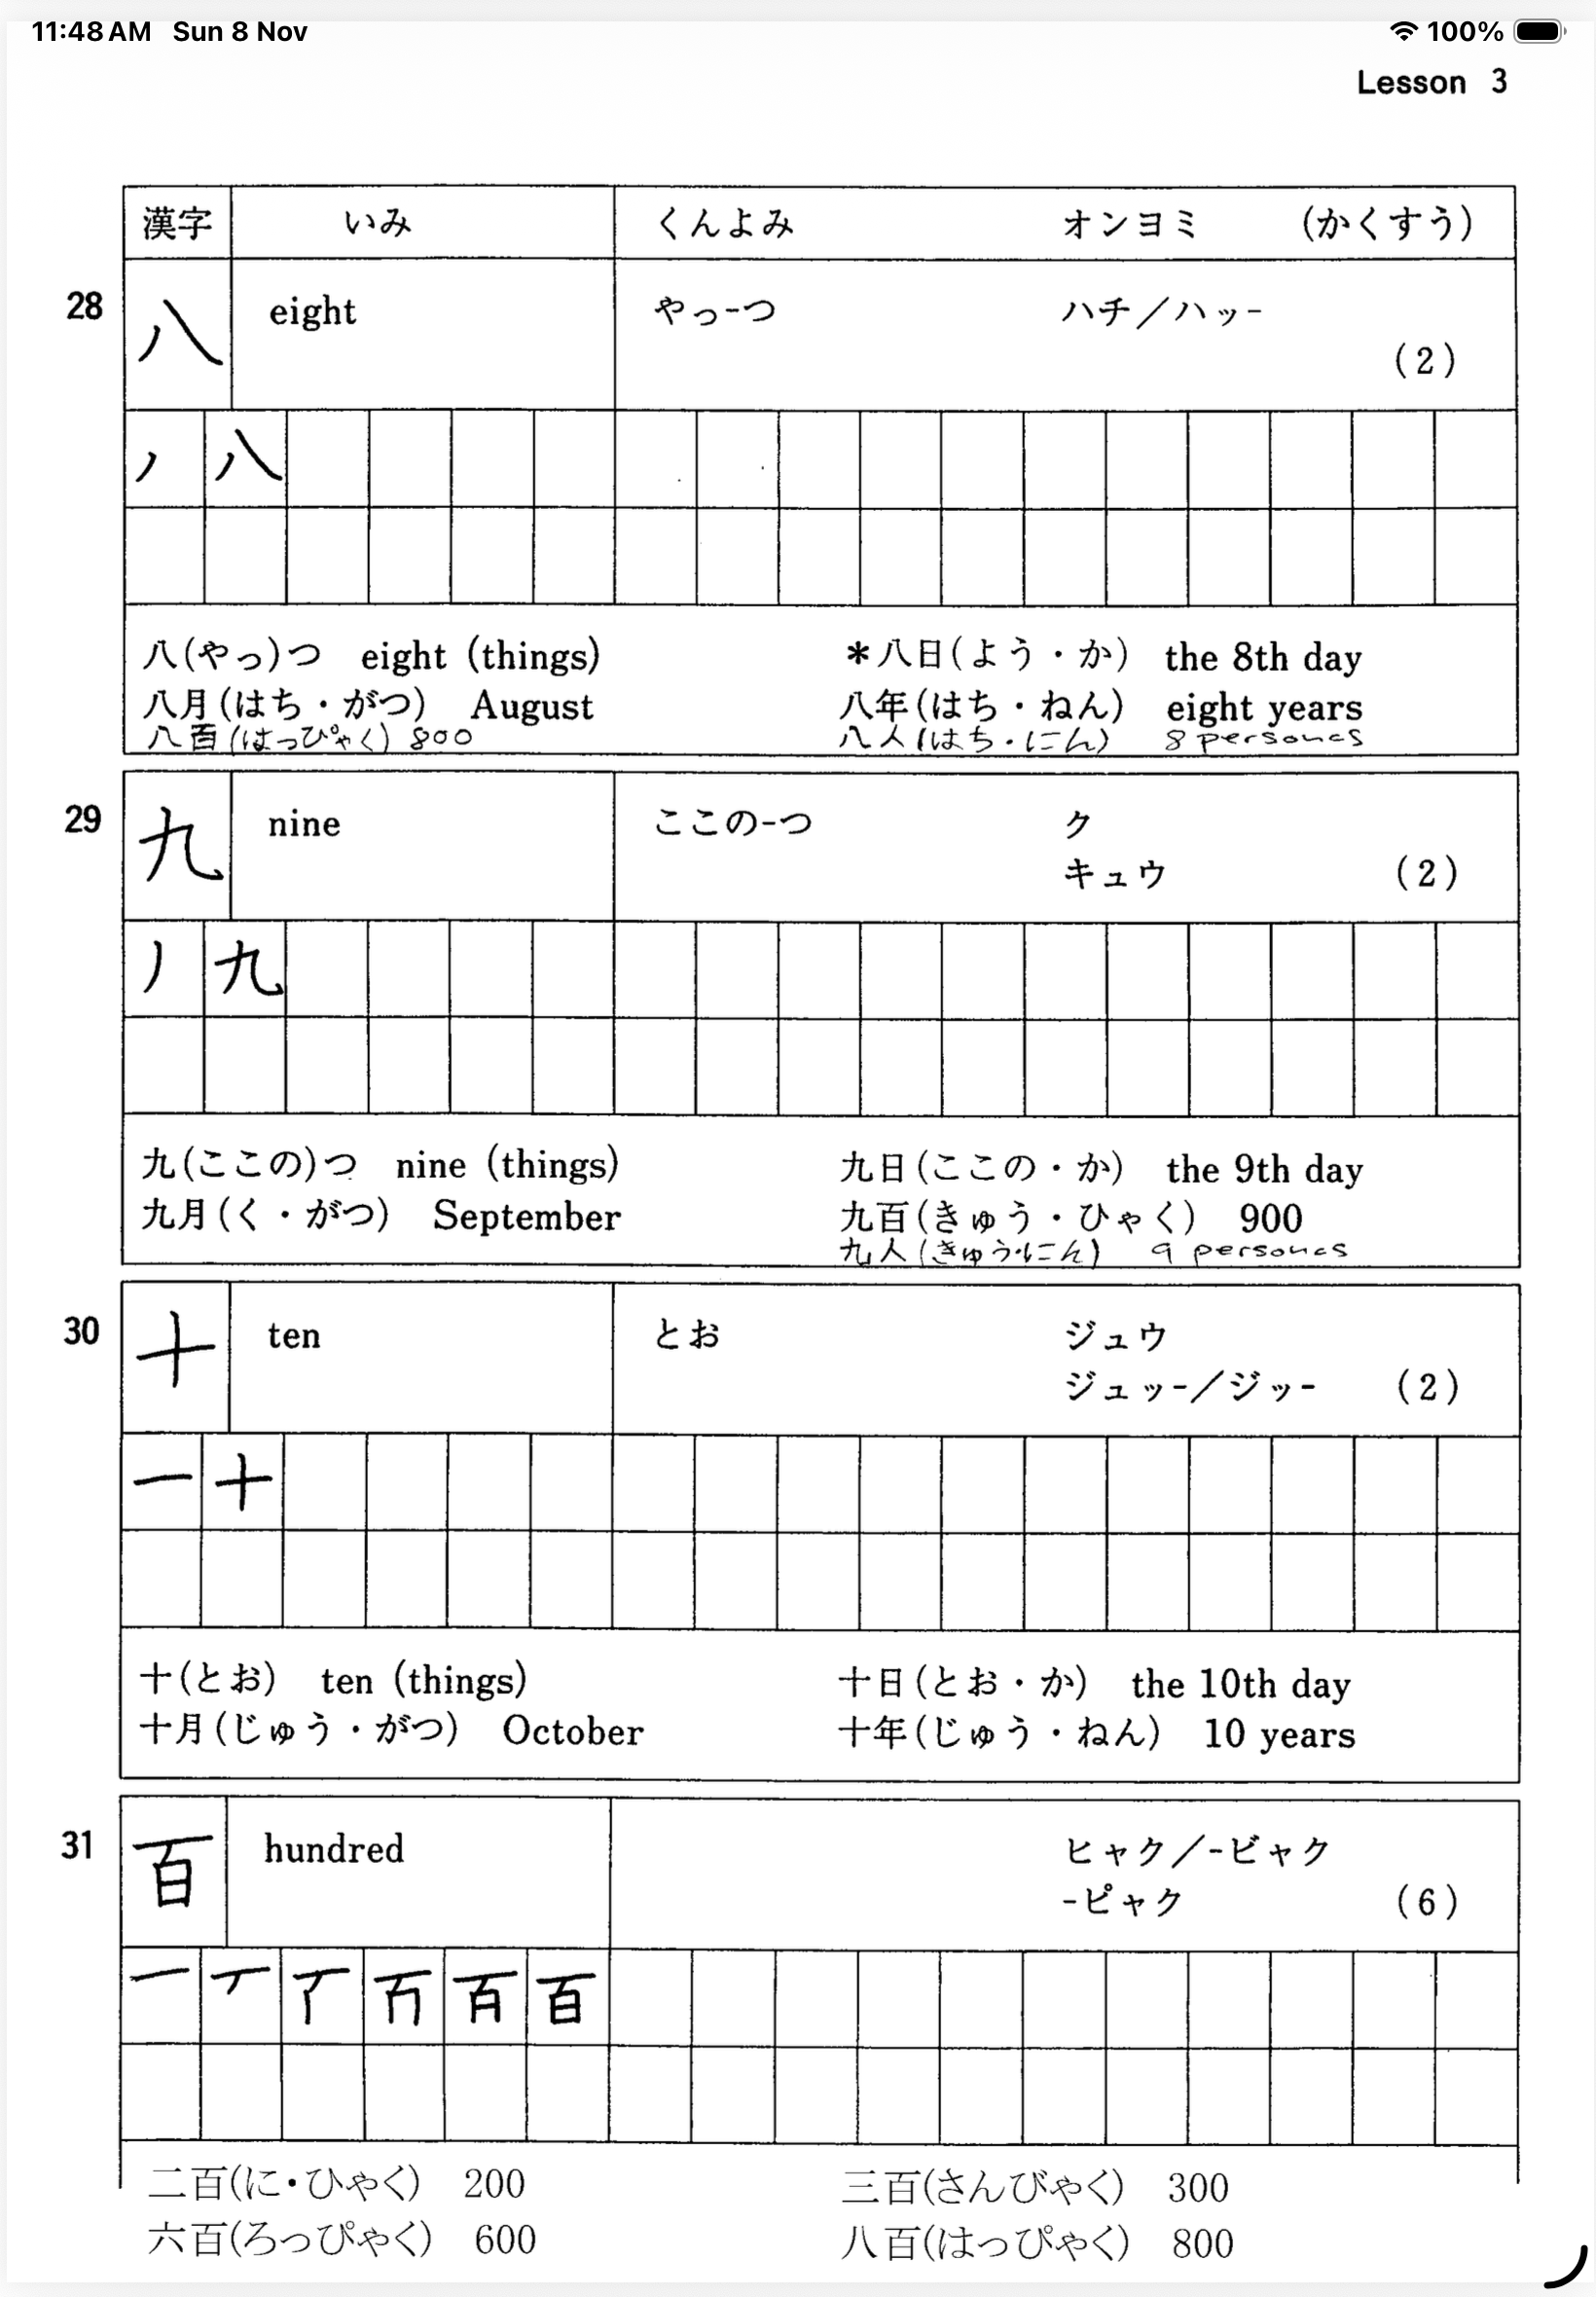 11:48 AM Sun 8 Nov 100%
Lesson 3
漢字 いみ くんよみ オンヨミ (かくすう)
28 八 eight やっ-つ ハチ／ハッ-
(2)
ノ 八
八(やっ)つ eight (things) ＊八日(よう・か) the 8th day
八月(はち・がつ) August 八年(はち・ねん) eight years
八百(はっぴゃく) 800 八人(はち・にん) 8 persones
29 九 nine ここの-つ ク
キュウ (2)
ノ 九
九(ここの)つ nine (things) 九日(ここの・か) the 9th day
九月(く・がつ) September 九百(きゅう・ひゃく) 900
九人(きゅう・にん) 9 persones
30 十 ten とお ジュウ
ジュッ-／ジッ- (2)
一 十
十(とお) ten (things) 十日(とお・か) the 10th day
十月(じゅう・がつ) October 十年(じゅう・ねん) 10 years
31 百 hundred ヒャク／-ビャク
-ピャク (6)
一 百
二百(に・ひゃく) 200 三百(さんびゃく) 300
六百(ろっぴゃく) 600 八百(はっぴゃく) 800